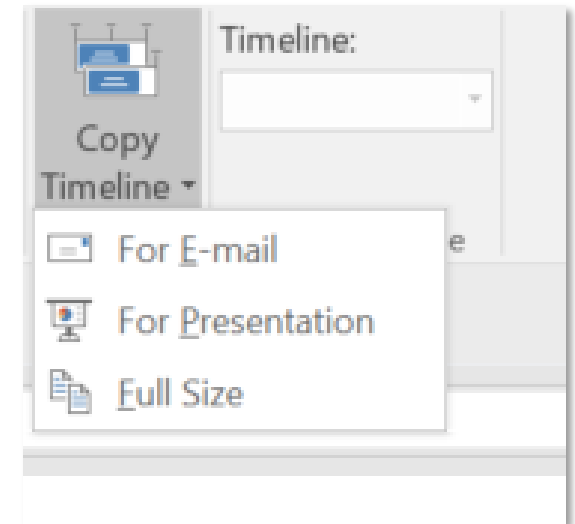 Timeline:
Copy
Timeline
For E-mail
e
For Presentation
Full Size